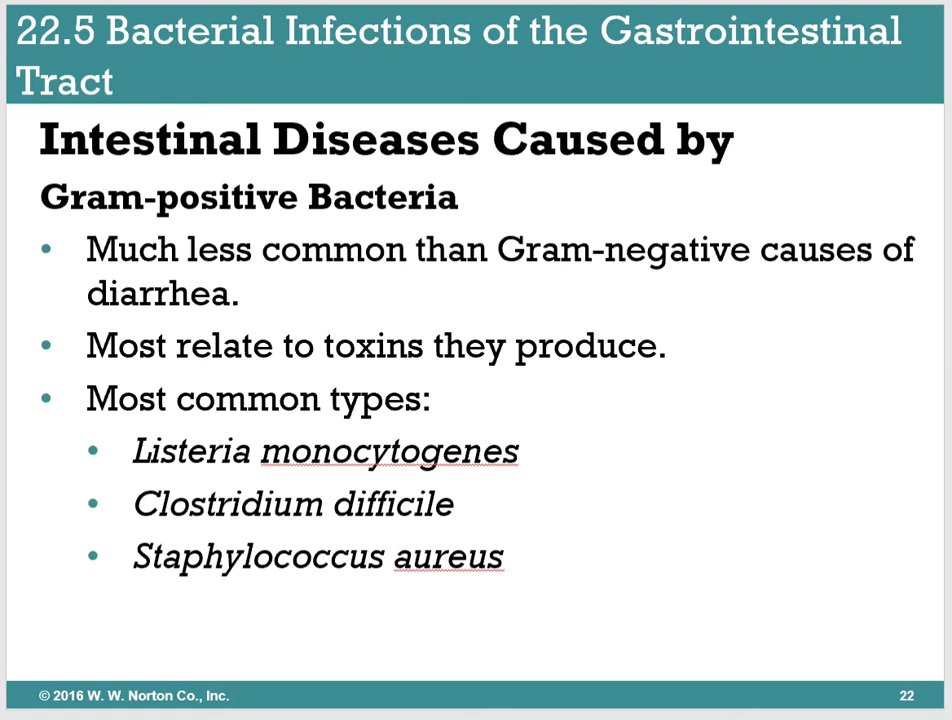 22.5 Bacterial Infections of the Gastrointestinal
Tract
Intestinal Diseases Caused by
Gram-positive Bacteria
• Much less common than Gram-negative causes of
diarrhea.
• Most relate to toxins they produce.
• Most common types:
• Listeria monocytogenes
• Clostridium difficile
• Staphylococcus aureus
© 2016 W. W. Norton Co., Inc.
22